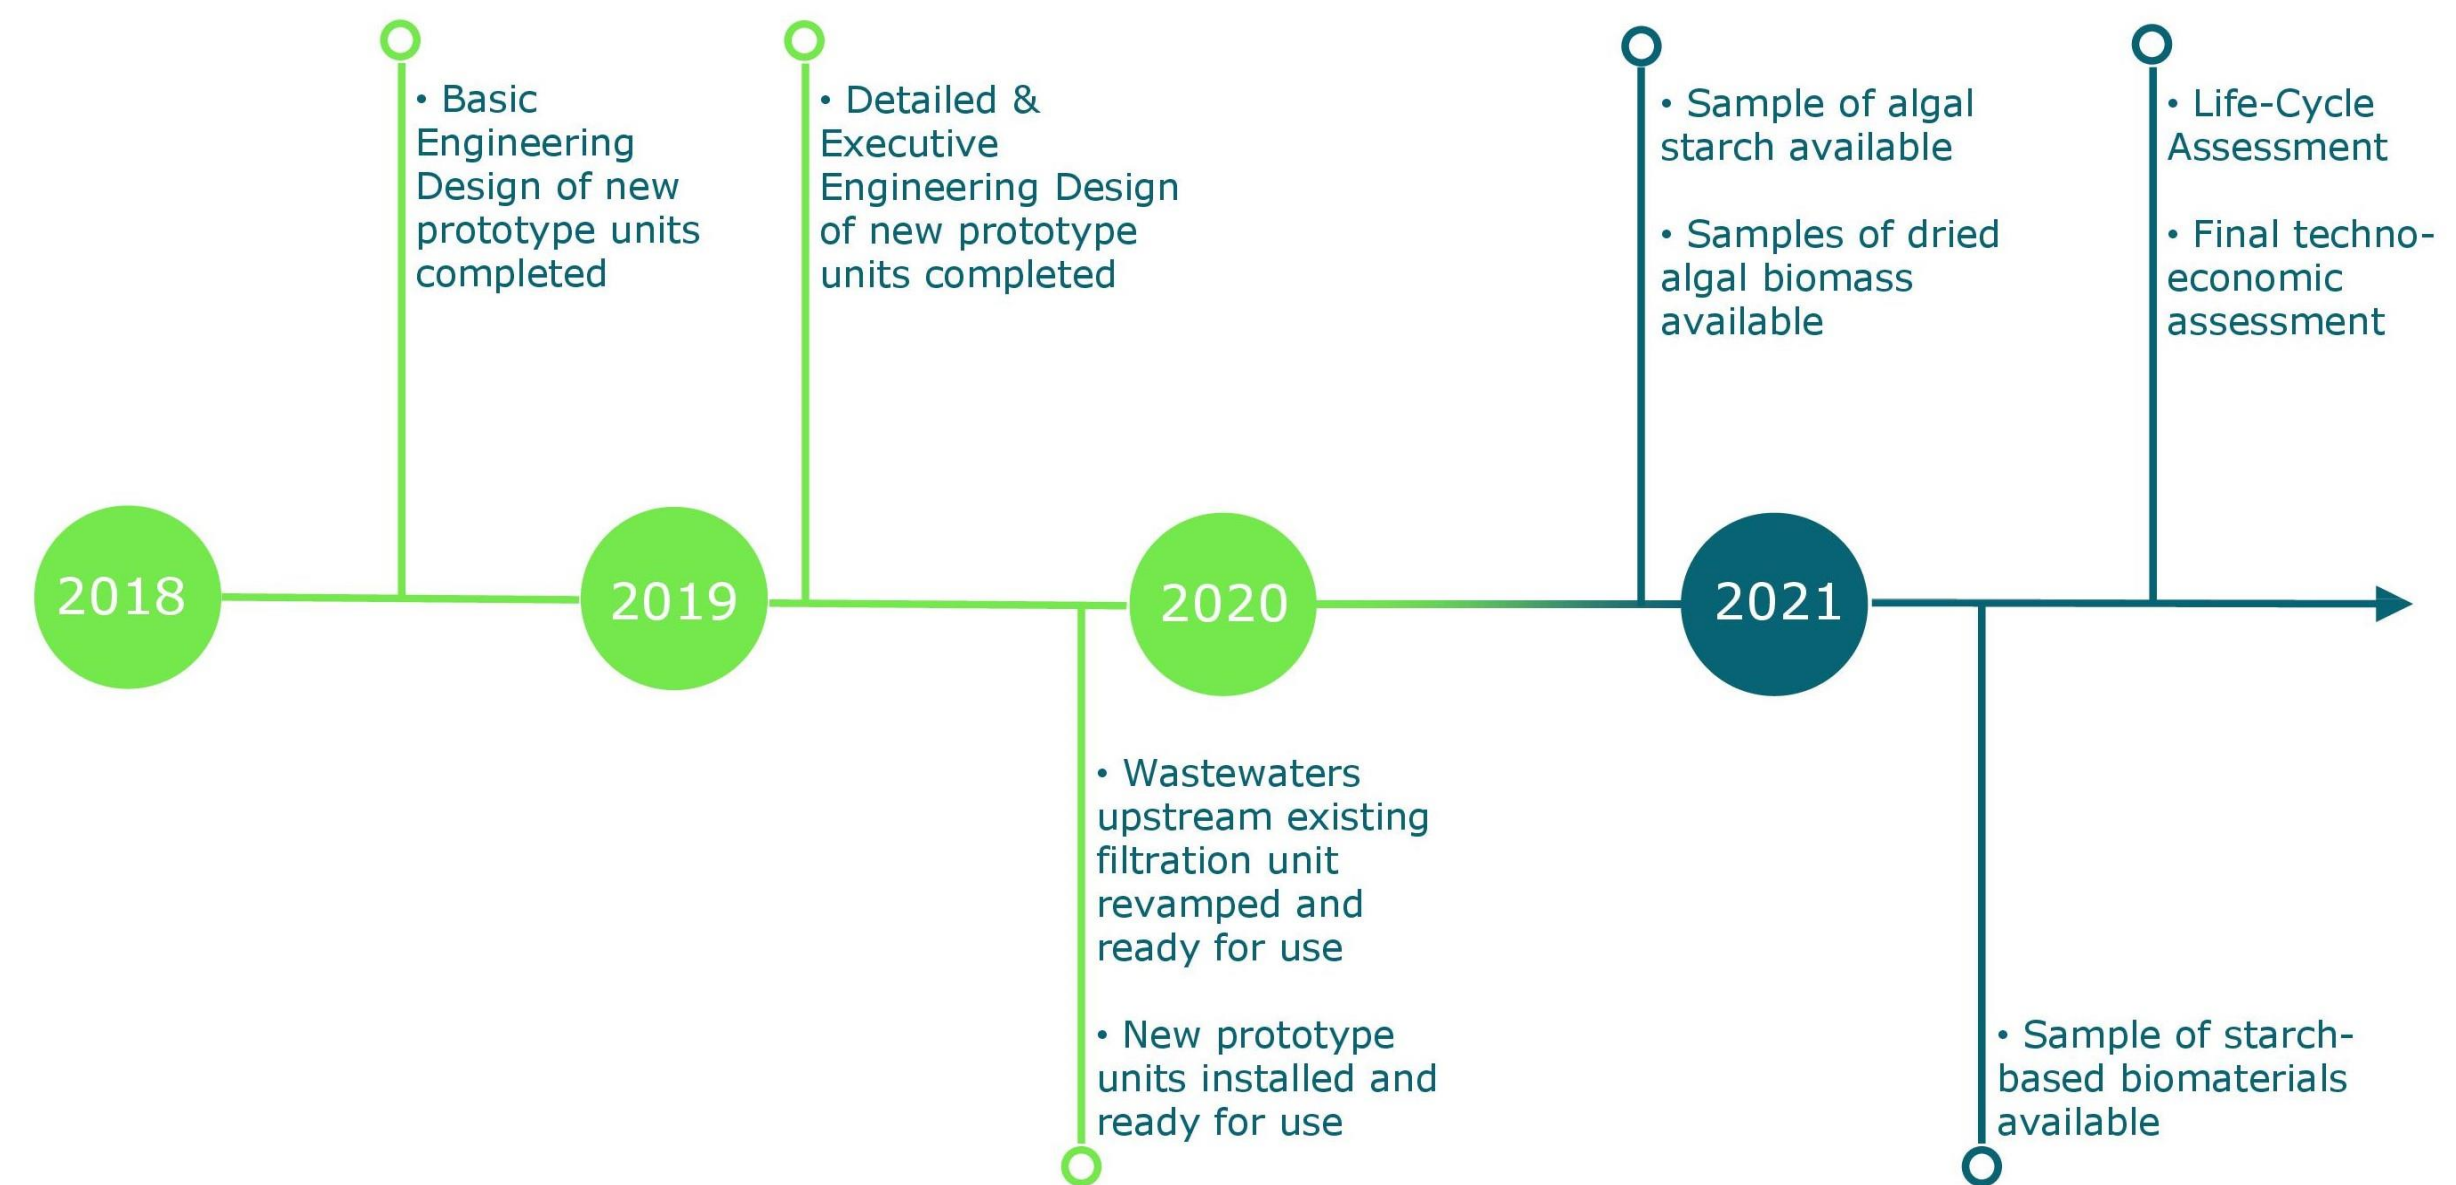 • Basic
Engineering
Design of new
prototype units
completed
• Detailed &
Executive
Engineering Design
of new prototype
units completed
• Sample of algal
starch available
• Samples of dried
algal biomass
available
• Life-Cycle
Assessment
• Final techno-
economic
assessment
2018
2019
2020
2021
• Wastewaters
upstream existing
filtration unit
revamped and
ready for use
• New prototype
units installed and
ready for use
• Sample of starch-
based biomaterials
available